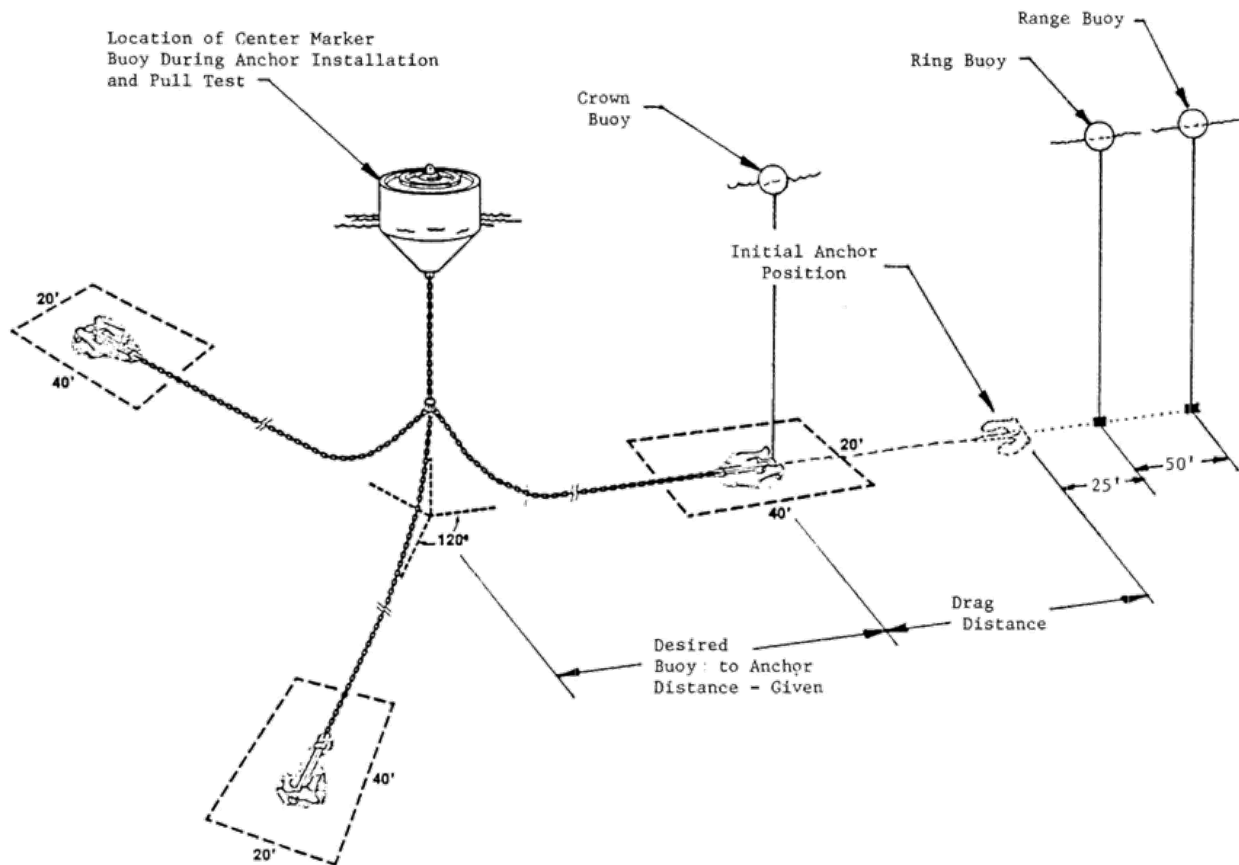 Range Buoy
Location of Center Marker
Buoy During Anchor Installation
and Pull Test
Ring Buoy
Crown
Buoy
Initial Anchor
Position
20'
40'
20'
40'
25'
50'
120°
Drag
Distance
Desired
Buoy to Anchor
Distance - Given
40'
20'